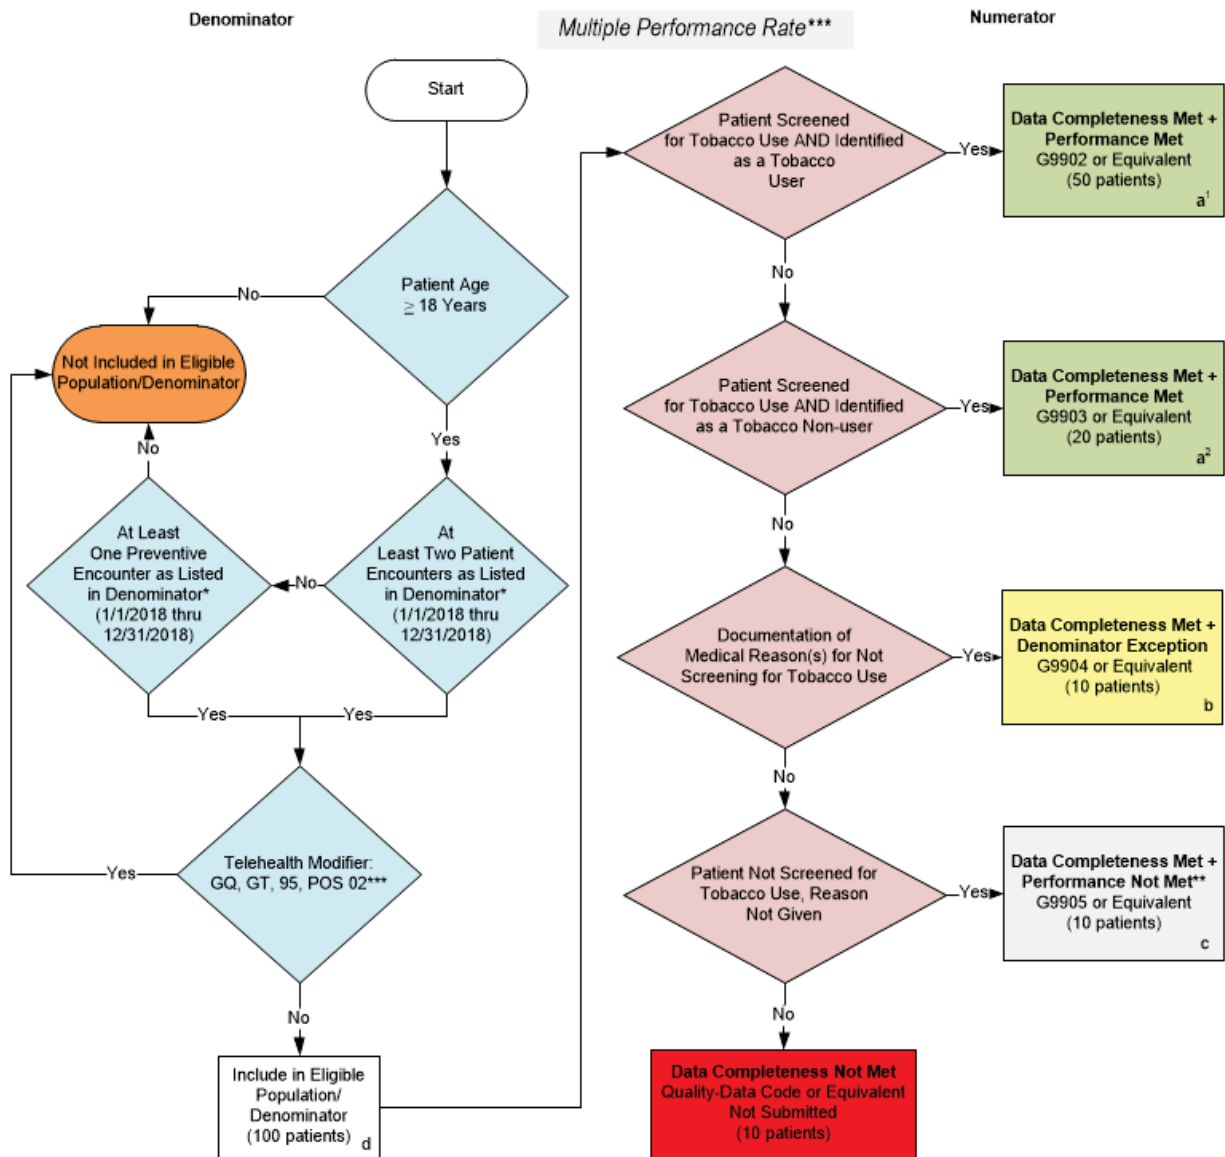 Denominator
Multiple Performance Rate***
Numerator
Start
Patient Age
≥ 18 Years
No
Not Included in Eligible
Population/Denominator
Yes
No
At Least
One Preventive
Encounter as Listed
in Denominator*
(1/1/2018 thru
12/31/2018)
No
At
Least Two Patient
Encounters as Listed
in Denominator*
(1/1/2018 thru
12/31/2018)
Yes
Yes
Telehealth Modifier:
GQ, GT, 95, POS 02***
Yes
No
Include in Eligible
Population/
Denominator
(100 patients)
d
Patient Screened
for Tobacco Use AND Identified
as a Tobacco
User
Yes
Data Completeness Met +
Performance Met
G9902 or Equivalent
(50 patients)
a1
No
Patient Screened
for Tobacco Use AND Identified
as a Tobacco Non-user
Yes
Data Completeness Met +
Performance Met
G9903 or Equivalent
(20 patients)
a2
No
Documentation of
Medical Reason(s) for Not
Screening for Tobacco Use
Yes
Data Completeness Met +
Denominator Exception
G9904 or Equivalent
(10 patients)
b
No
Patient Not Screened for
Tobacco Use, Reason
Not Given
Yes
Data Completeness Met +
Performance Not Met**
G9905 or Equivalent
(10 patients)
c
No
Data Completeness Not Met
Quality-Data Code or Equivalent
Not Submitted
(10 patients)